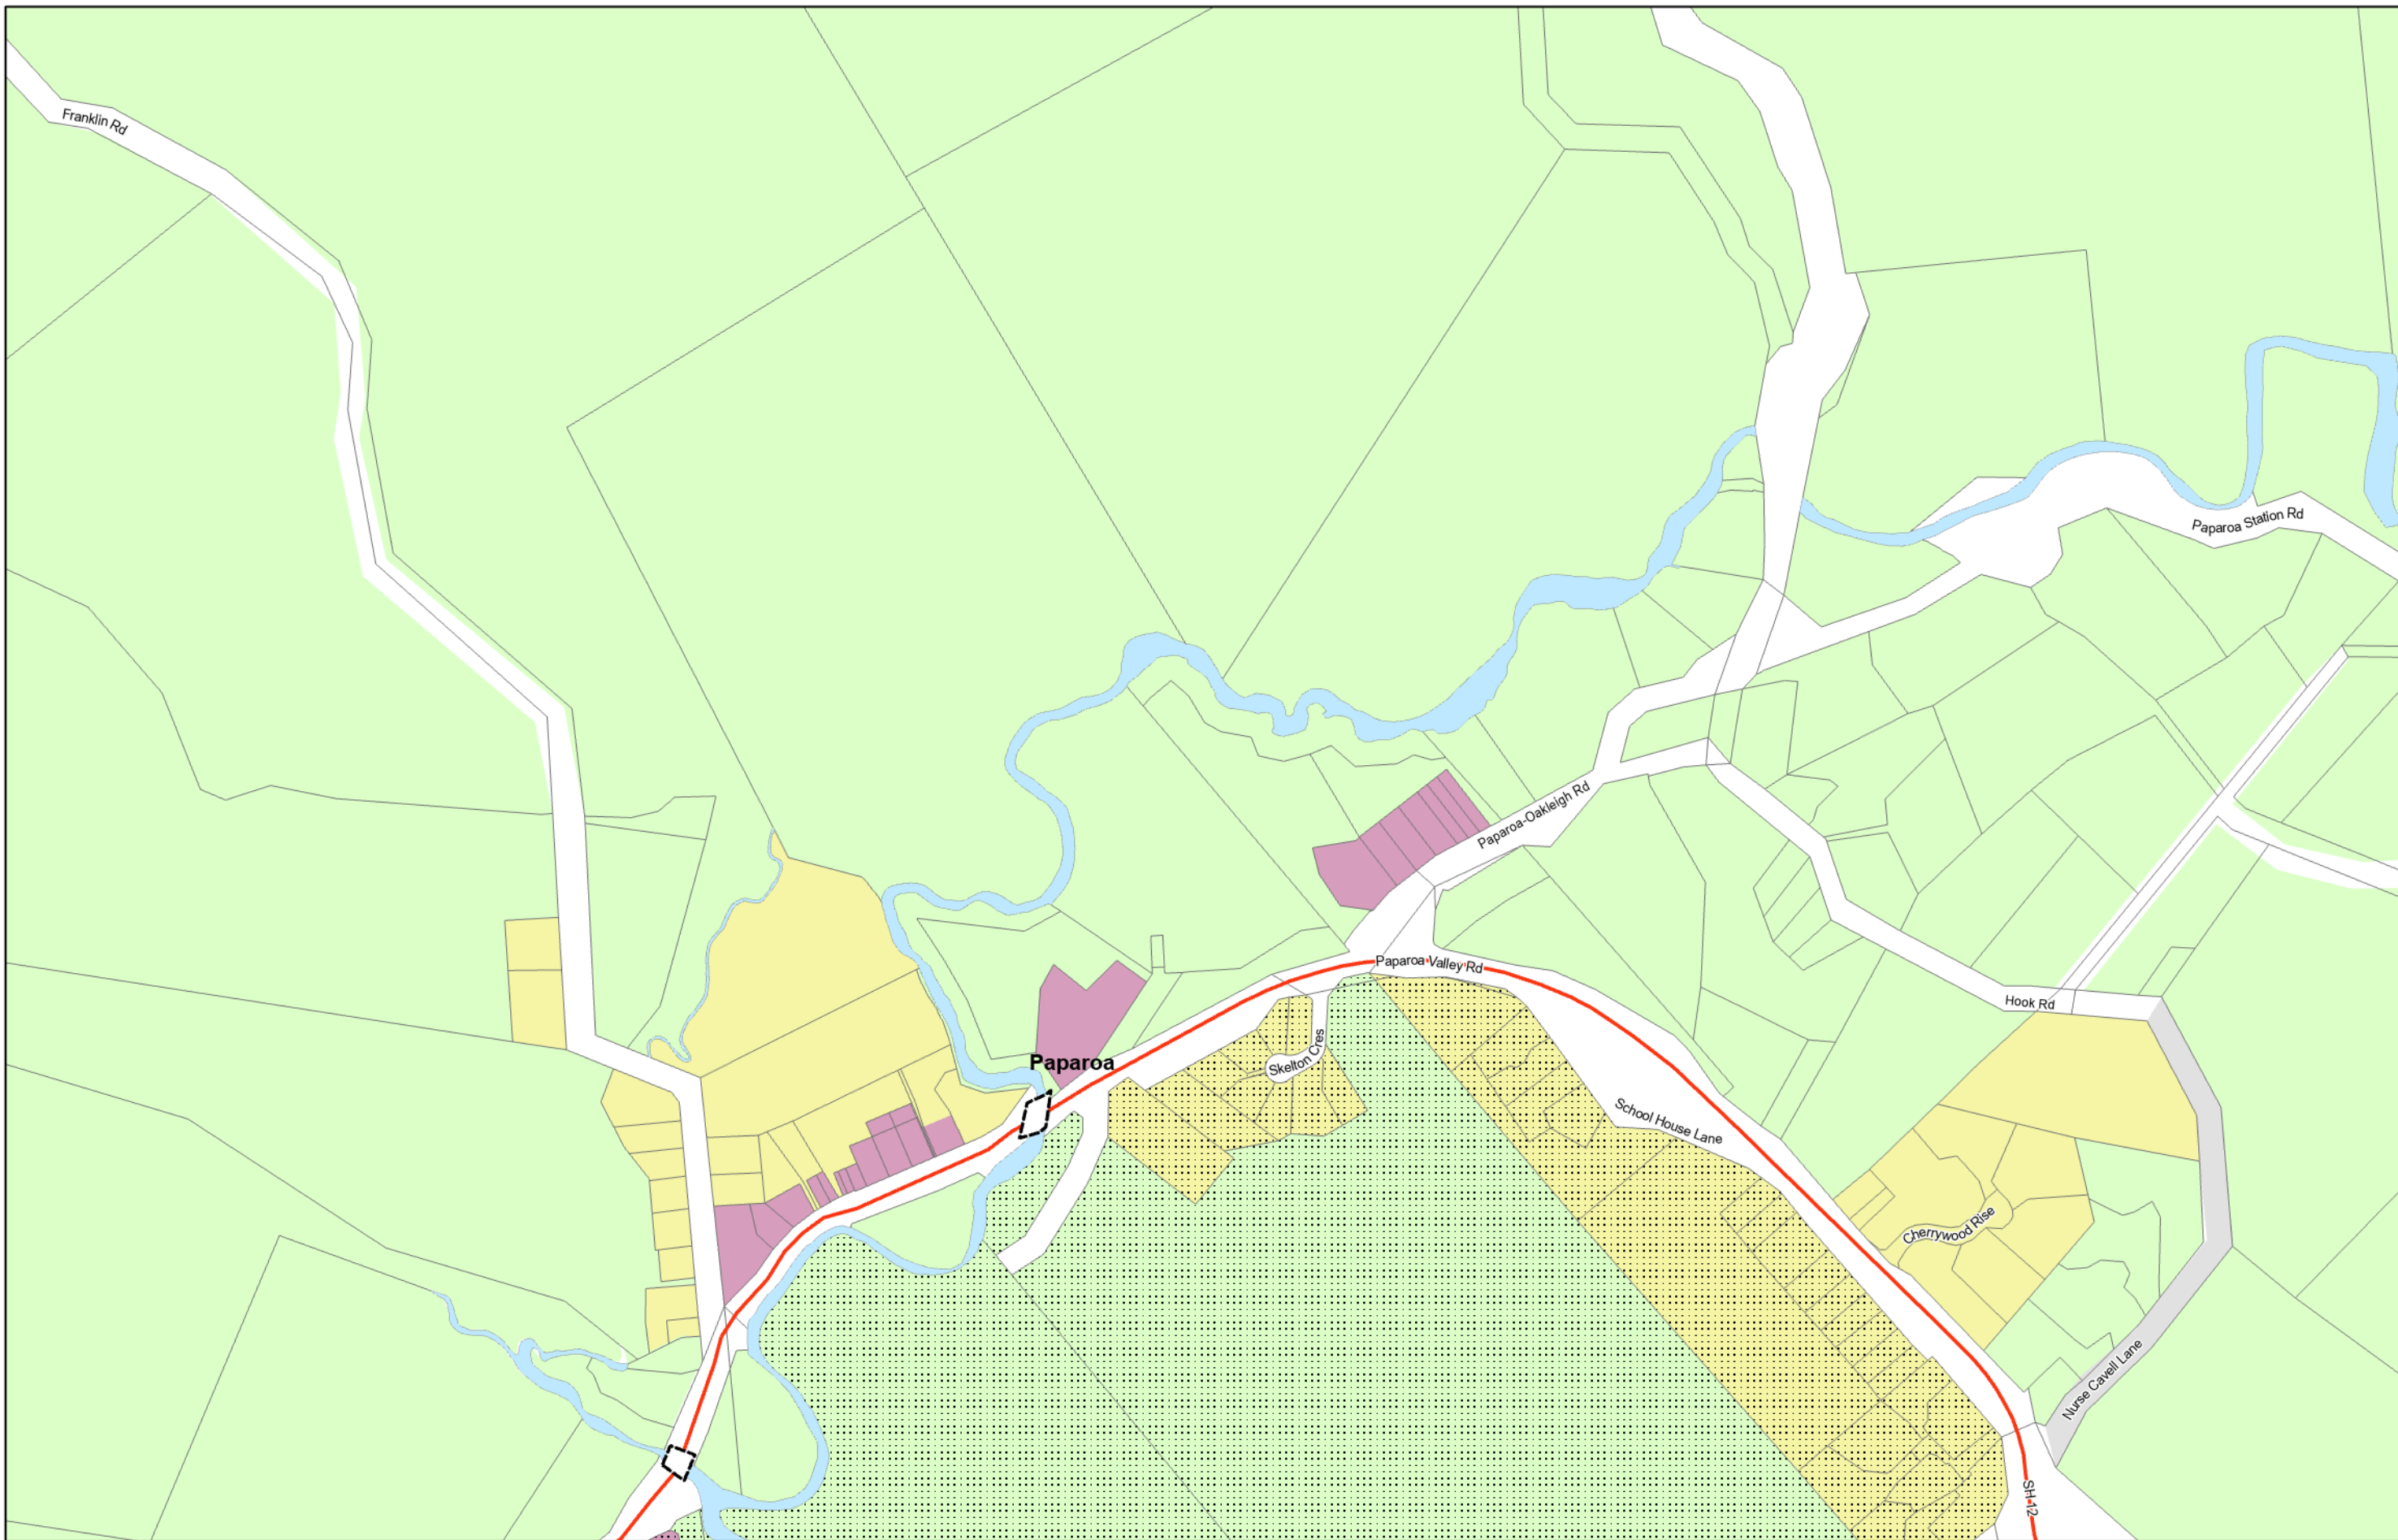 Franklin Rd
Paparoa Station Rd
Paparoa-Oakleigh Rd
Paparoa Valley Rd
Hook Rd
Paparoa
Skelton Cres
School House Lane
Cherrywood Rise
Nurse Cavell Lane
SH-12